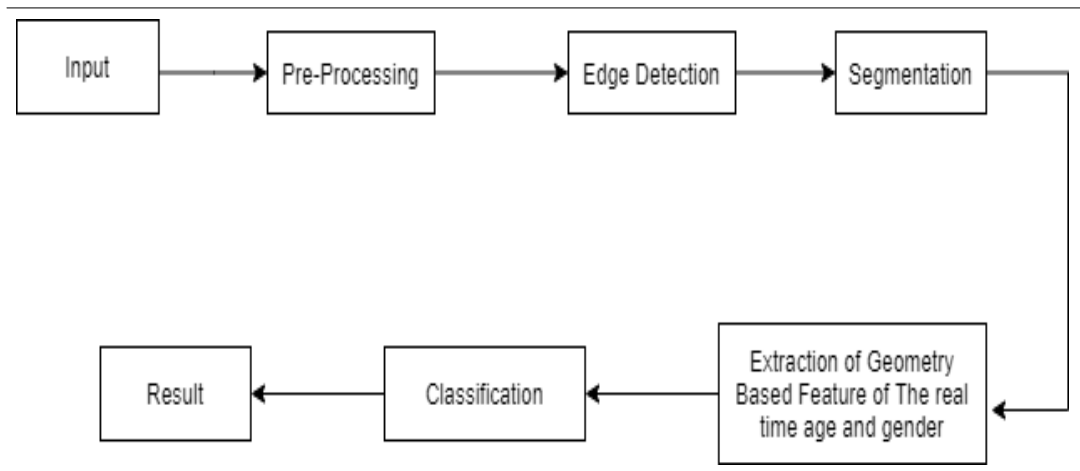 Input
Pre-Processing
Edge Detection
Segmentation
Extraction of Geometry
Based Feature of The real
time age and gender
Classification
Result